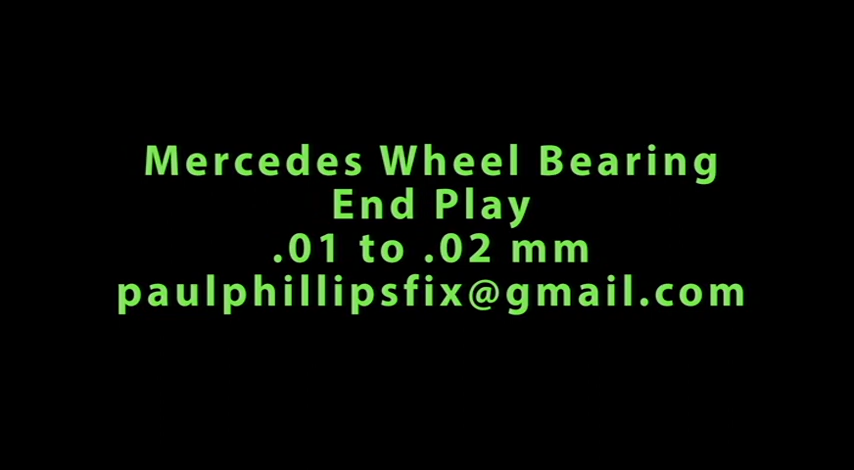 Mercedes Wheel Bearing
End Play
.01 to .02 mm
paulphillipsfix@gmail.com